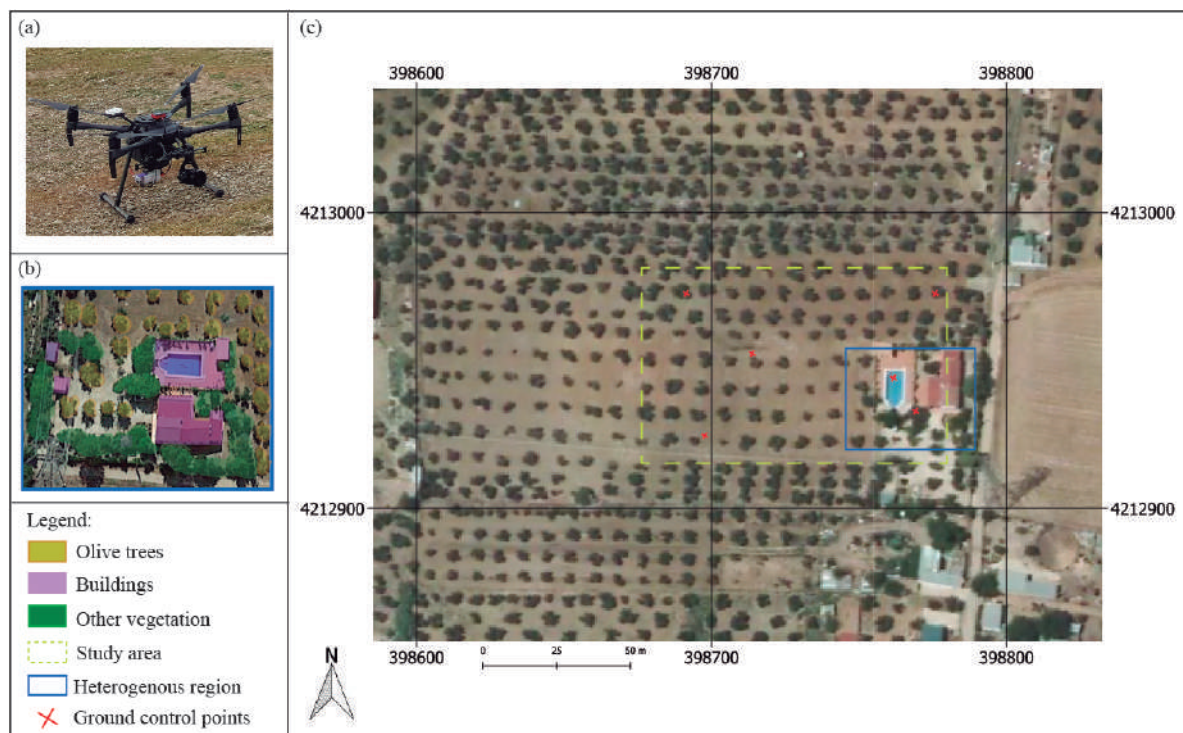 (a)
(b)
Legend:
Olive trees
Buildings
Other vegetation
Study area
Heterogenous region
Ground control points
(c)
398600 398700 398800
4213000 4213000
4212900 4212900
398600 398700 398800
N
0 25 50 m